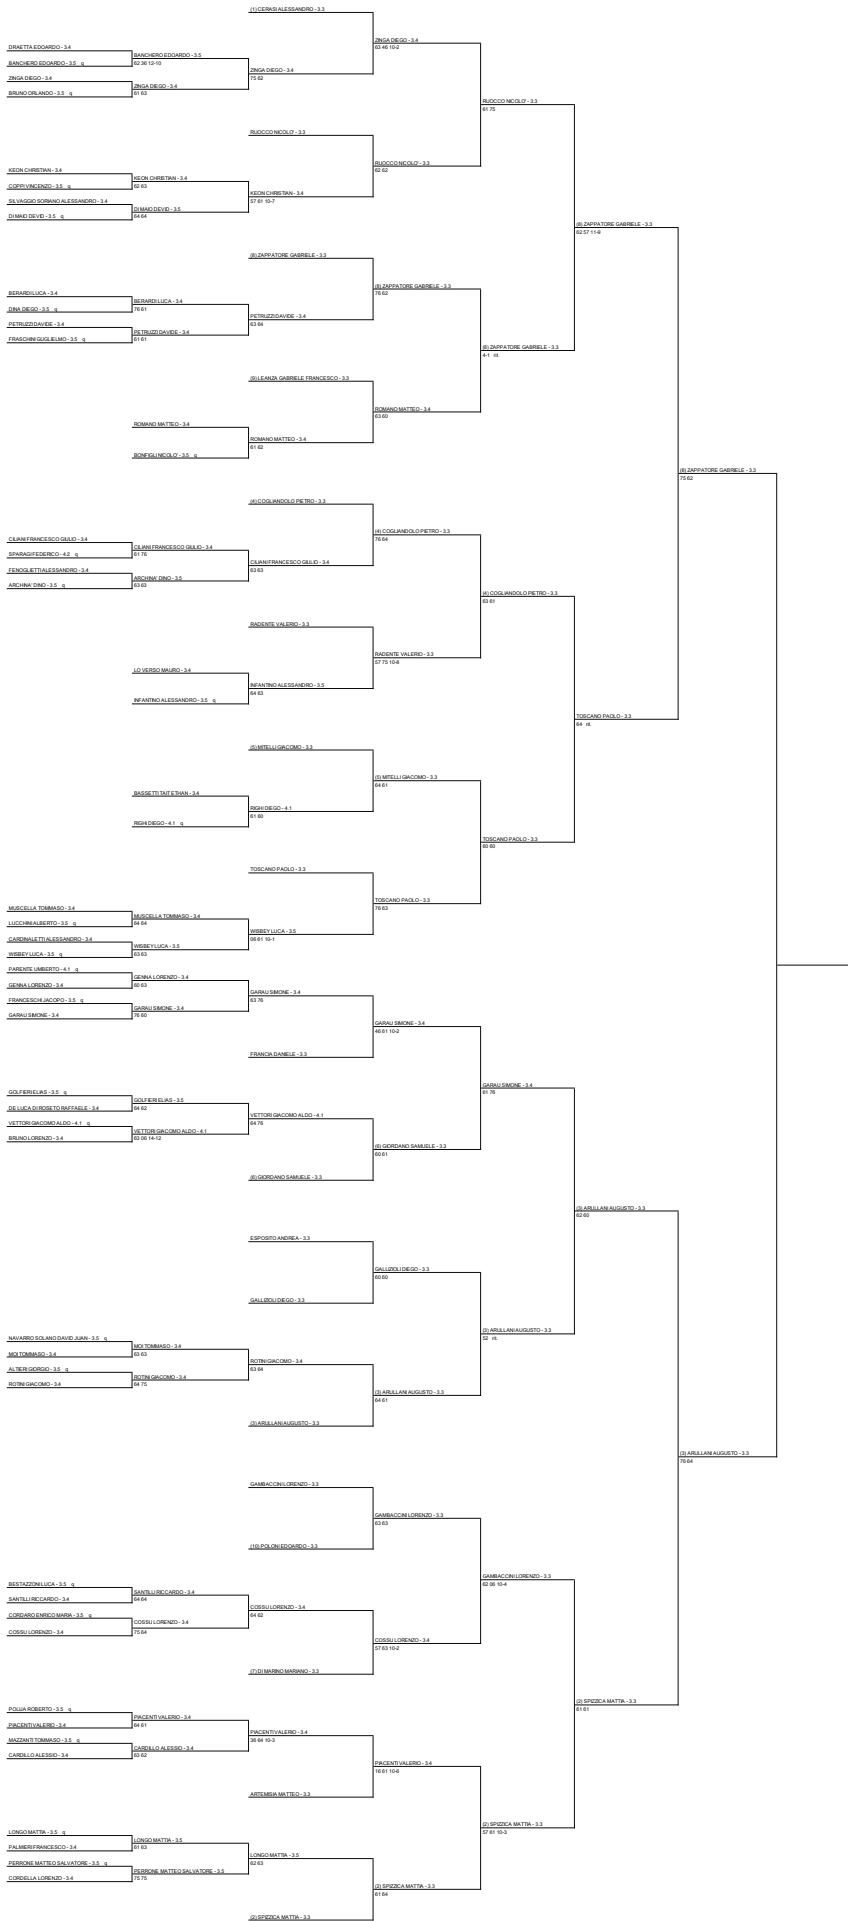 (1) CERASI ALESSANDRO - 3.3
ZINGA DIEGO - 3.4
63 46 10-2
DRAETTA EDOARDO - 3.4
BANCHERO EDOARDO - 3.5
BANCHERO EDOARDO - 3.5 q
62 36 12-10
ZINGA DIEGO - 3.4
75 62
ZINGA DIEGO - 3.4
ZINGA DIEGO - 3.4
BRUNO ORLANDO - 3.5 q
61 63
RUOCCO NICOLO' - 3.3
61 75
RUOCCO NICOLO' - 3.3
RUOCCO NICOLO' - 3.3
62 62
KEON CHRISTIAN - 3.4
KEON CHRISTIAN - 3.4
COPPI VINCENZO - 3.5 q
62 63
KEON CHRISTIAN - 3.4
57 61 10-7
SILVAGGIO SORIANO ALESSANDRO - 3.4
DI MAIO DEVID - 3.5
DI MAIO DEVID - 3.5 q
64 64
(8) ZAPPATORE GABRIELE - 3.3
62 57 11-9
(8) ZAPPATORE GABRIELE - 3.3
(8) ZAPPATORE GABRIELE - 3.3
76 62
BERARDI LUCA - 3.4
BERARDI LUCA - 3.4
DINA DIEGO - 3.5 q
76 61
PETRUZZI DAVIDE - 3.4
63 64
PETRUZZI DAVIDE - 3.4
PETRUZZI DAVIDE - 3.4
FRASCHINI GUGLIELMO - 3.5 q
61 61
(8) ZAPPATORE GABRIELE - 3.3
4-1 rit.
(9) LEANZA GABRIELE FRANCESCO - 3.3
ROMANO MATTEO - 3.4
63 60
ROMANO MATTEO - 3.4
ROMANO MATTEO - 3.4
61 62
BONFIGLI NICOLO' - 3.5 q
(8) ZAPPATORE GABRIELE - 3.3
75 62
(4) COGLIANDOLO PIETRO - 3.3
(4) COGLIANDOLO PIETRO - 3.3
76 64
CILIANI FRANCESCO GIULIO - 3.4
CILIANI FRANCESCO GIULIO - 3.4
SPARAGI FEDERICO - 4.2 q
61 76
CILIANI FRANCESCO GIULIO - 3.4
63 63
FENOGLIETTI ALESSANDRO - 3.4
ARCHINA' DINO - 3.5
ARCHINA' DINO - 3.5 q
63 63
(4) COGLIANDOLO PIETRO - 3.3
63 61
RADENTE VALERIO - 3.3
RADENTE VALERIO - 3.3
57 75 10-8
LO VERSO MAURO - 3.4
INFANTINO ALESSANDRO - 3.5
64 63
INFANTINO ALESSANDRO - 3.5 q
TOSCANO PAOLO - 3.3
64 rit.
(5) MITELLI GIACOMO - 3.3
(5) MITELLI GIACOMO - 3.3
64 61
BASSETTI TAIT ETHAN - 3.4
RIGHI DIEGO - 4.1
61 60
RIGHI DIEGO - 4.1 q
TOSCANO PAOLO - 3.3
60 60
TOSCANO PAOLO - 3.3
TOSCANO PAOLO - 3.3
76 63
MUSCELLA TOMMASO - 3.4
MUSCELLA TOMMASO - 3.4
LUCCHINI ALBERTO - 3.5 q
64 64
WISBEY LUCA - 3.5
06 61 10-1
CARDINALETTI ALESSANDRO - 3.4
WISBEY LUCA - 3.5
WISBEY LUCA - 3.5 q
63 63
PARENTE UMBERTO - 4.1 q
GENNA LORENZO - 3.4
GENNA LORENZO - 3.4
60 63
GARAU SIMONE - 3.4
63 76
FRANCESCHI JACOPO - 3.5 q
GARAU SIMONE - 3.4
GARAU SIMONE - 3.4
76 60
GARAU SIMONE - 3.4
46 61 10-2
FRANCIA DANIELE - 3.3
GARAU SIMONE - 3.4
61 76
GOLFIERI ELIAS - 3.5 q
GOLFIERI ELIAS - 3.5
DE LUCA DI ROSETO RAFFAELE - 3.4
64 62
VETTORI GIACOMO ALDO - 4.1
64 76
VETTORI GIACOMO ALDO - 4.1 q
VETTORI GIACOMO ALDO - 4.1
BRUNO LORENZO - 3.4
63 06 14-12
(6) GIORDANO SAMUELE - 3.3
60 61
(6) GIORDANO SAMUELE - 3.3
(3) ARULLANI AUGUSTO - 3.3
62 60
ESPOSITO ANDREA - 3.3
GALLIZIOLI DIEGO - 3.3
60 60
GALLIZIOLI DIEGO - 3.3
(3) ARULLANI AUGUSTO - 3.3
52 rit.
NAVARRO SOLANO DAVID JUAN - 3.5 q
MOI TOMMASO - 3.4
MOI TOMMASO - 3.4
63 63
ROTINI GIACOMO - 3.4
63 64
ALTIERI GIORGIO - 3.5 q
ROTINI GIACOMO - 3.4
ROTINI GIACOMO - 3.4
64 75
(3) ARULLANI AUGUSTO - 3.3
64 61
(3) ARULLANI AUGUSTO - 3.3
(3) ARULLANI AUGUSTO - 3.3
76 64
GAMBACCINI LORENZO - 3.3
GAMBACCINI LORENZO - 3.3
63 63
(10) POLONI EDOARDO - 3.3
GAMBACCINI LORENZO - 3.3
62 06 10-4
BESTAZZONI LUCA - 3.5 q
SANTILLI RICCARDO - 3.4
SANTILLI RICCARDO - 3.4
64 64
COSSU LORENZO - 3.4
64 62
CORDARO ENRICO MARIA - 3.5 q
COSSU LORENZO - 3.4
COSSU LORENZO - 3.4
75 64
COSSU LORENZO - 3.4
57 63 10-2
(7) DI MARINO MARIANO - 3.3
(2) SPIZZICA MATTIA - 3.3
61 61
POLIJA ROBERTO - 3.5 q
PIACENTI VALERIO - 3.4
PIACENTI VALERIO - 3.4
64 61
PIACENTI VALERIO - 3.4
36 64 10-3
MAZZANTI TOMMASO - 3.5 q
CARDILLO ALESSIO - 3.4
CARDILLO ALESSIO - 3.4
63 62
PIACENTI VALERIO - 3.4
16 61 10-6
ARTEMISIA MATTEO - 3.3
(2) SPIZZICA MATTIA - 3.3
57 61 10-3
LONGO MATTIA - 3.5 q
LONGO MATTIA - 3.5
PALMIERI FRANCESCO - 3.4
61 63
LONGO MATTIA - 3.5
62 63
PERRONE MATTEO SALVATORE - 3.5 q
PERRONE MATTEO SALVATORE - 3.5
CORDELLA LORENZO - 3.4
75 75
(2) SPIZZICA MATTIA - 3.3
61 64
(2) SPIZZICA MATTIA - 3.3